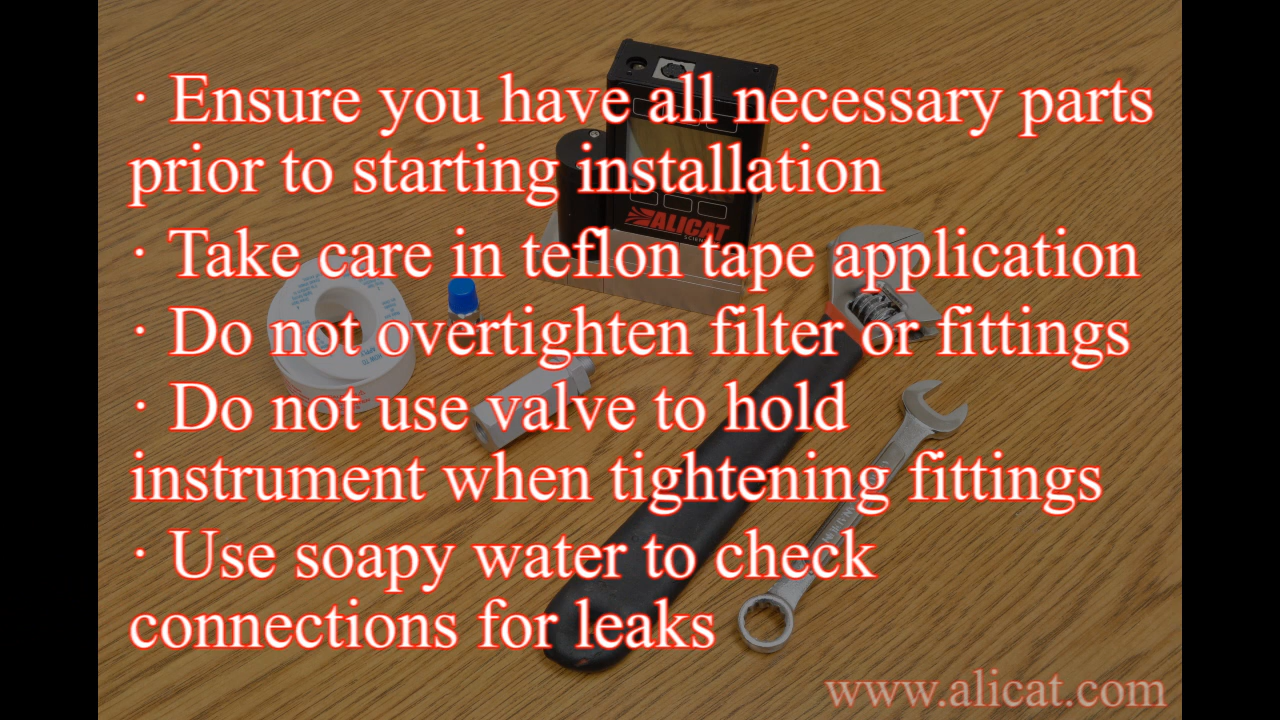 · Ensure you have all necessary parts
prior to starting installation
· Take care in teflon tape application
· Do not overtighten filter or fittings
· Do not use valve to hold
instrument when tightening fittings
· Use soapy water to check
connections for leaks
ALICAT
www.alicat.com